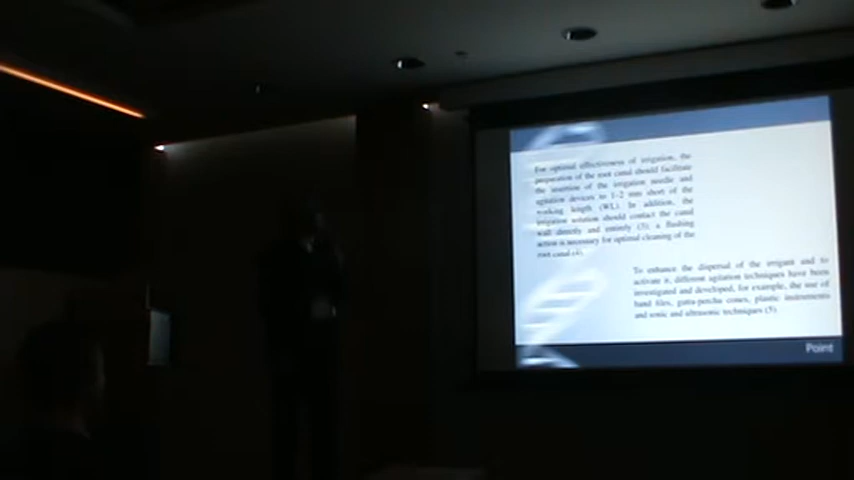 For optimal effectiveness of irrigation, the
preparation of the root canal should facilitate
the insertion of the irrigation needle and
agitation devices to 1-2 mm short of the
working length (WL). In addition, the
irrigation solution should contact the canal
wall directly and entirely (3); a flushing
action is necessary for optimal cleaning of the
root canal (4).
To enhance the dispersal of the irrigant and to
activate it, different agitation techniques have been
investigated and developed, for example, the use of
hand files, gutta-percha cones, plastic instruments
and sonic and ultrasonic techniques (5)
Point